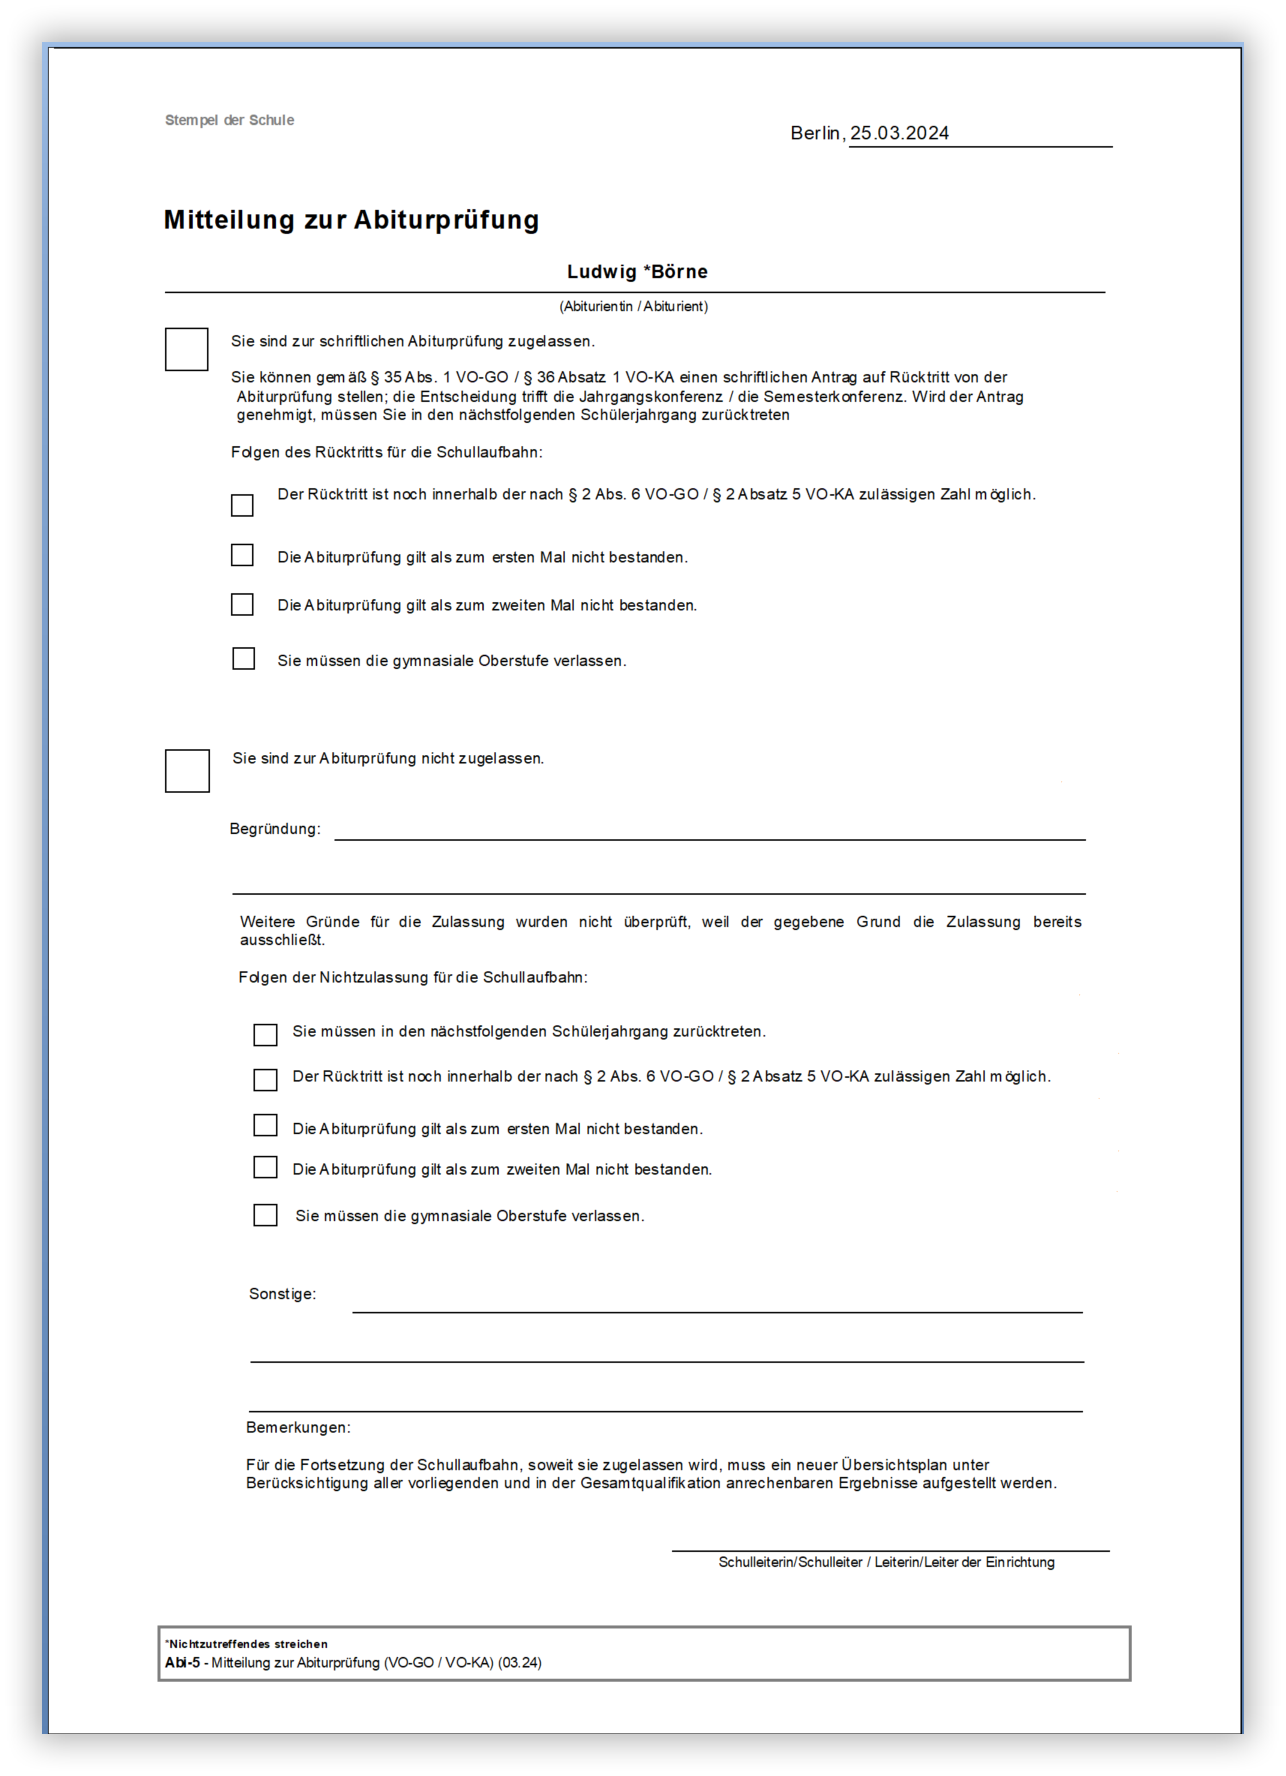 Stempel der Schule
Berlin, 25.03.2024
Mitteilung zur Abiturprüfung
Ludwig *Börne
(Abiturientin / Abiturient)
Sie sind zur schriftlichen Abiturprüfung zugelassen.
Sie können gemäß § 35 Abs. 1 VO-GO / § 36 Absatz 1 VO-KA einen schriftlichen Antrag auf Rücktritt von der
Abiturprüfung stellen; die Entscheidung trifft die Jahrgangskonferenz / die Semesterkonferenz. Wird der Antrag
genehmigt, müssen Sie in den nächstfolgenden Schülerjahrgang zurücktreten
Folgen des Rücktritts für die Schullaufbahn:
Der Rücktritt ist noch innerhalb der nach § 2 Abs. 6 VO-GO / § 2 Absatz 5 VO-KA zulässigen Zahl möglich.
Die Abiturprüfung gilt als zum ersten Mal nicht bestanden.
Die Abiturprüfung gilt als zum zweiten Mal nicht bestanden.
Sie müssen die gymnasiale Oberstufe verlassen.
Sie sind zur Abiturprüfung nicht zugelassen.
Begründung:
Weitere Gründe für die Zulassung wurden nicht überprüft, weil der gegebene Grund die Zulassung bereits
ausschließt.
Folgen der Nichtzulassung für die Schullaufbahn:
Sie müssen in den nächstfolgenden Schülerjahrgang zurücktreten.
Der Rücktritt ist noch innerhalb der nach § 2 Abs. 6 VO-GO / § 2 Absatz 5 VO-KA zulässigen Zahl möglich.
Die Abiturprüfung gilt als zum ersten Mal nicht bestanden.
Die Abiturprüfung gilt als zum zweiten Mal nicht bestanden.
Sie müssen die gymnasiale Oberstufe verlassen.
Sonstige:
Bemerkungen:
Für die Fortsetzung der Schullaufbahn, soweit sie zugelassen wird, muss ein neuer Übersichtsplan unter
Berücksichtigung aller vorliegenden und in der Gesamtqualifikation anrechenbaren Ergebnisse aufgestellt werden.
Schulleiterin/Schulleiter / Leiterin/Leiter der Einrichtung
*Nichtzutreffendes streichen
Abi-5 - Mitteilung zur Abiturprüfung (VO-GO / VO-KA) (03.24)